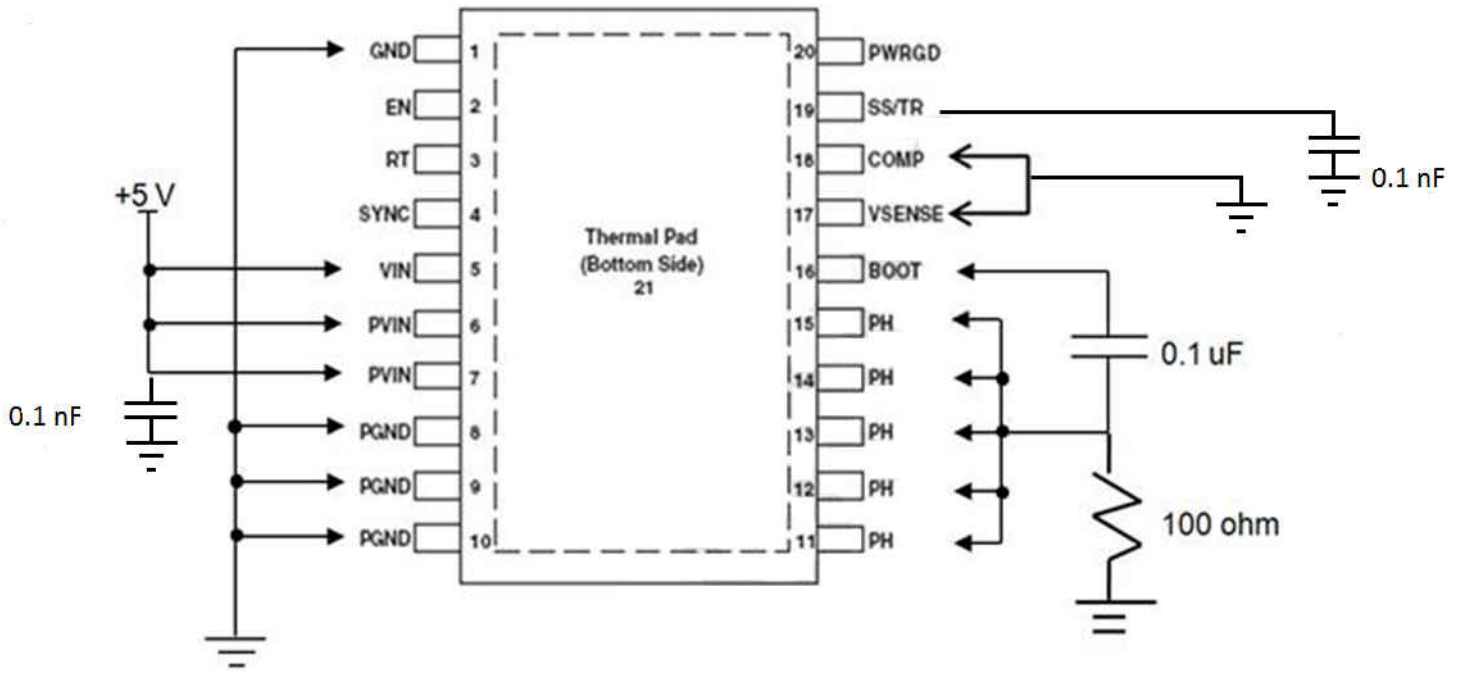 GND 1
EN 2
RT 3
SYNC 4
VIN 5
PVIN 6
PVIN 7
PGND 8
PGND 9
PGND 10
+5 V
0.1 nF
Thermal Pad
(Bottom Side)
21
20 PWRGD
19 SS/TR
18 COMP
17 VSENSE
16 BOOT
15 PH
14 PH
13 PH
12 PH
11 PH
0.1 nF
0.1 uF
100 ohm